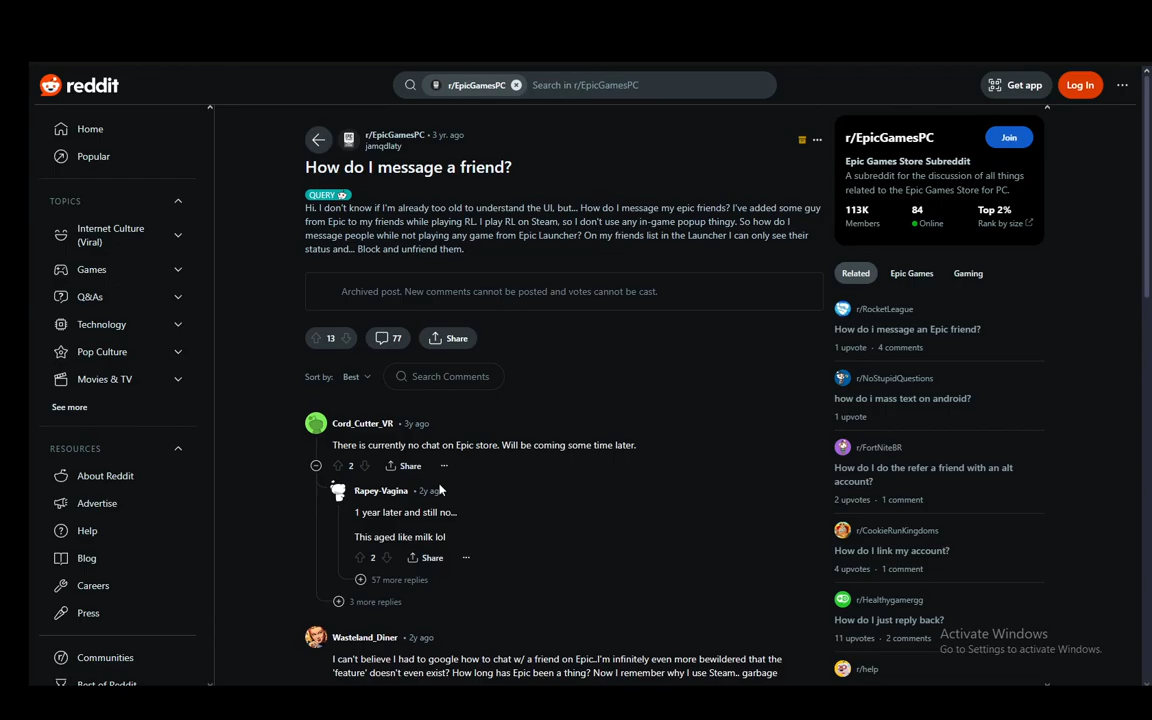 reddit
r/EpicGamesPC
Search in r/EpicGamesPC
Get app
Log In
Home
Popular
TOPICS
Internet Culture
(Viral)
Games
Q&As
Technology
Pop Culture
Movies & TV
See more
RESOURCES
About Reddit
Advertise
Help
Blog
Careers
Press
Communities
Best of Reddit
r/EpicGamesPC • 3 yr. ago
jamqdlaty
How do I message a friend?
QUERY
Hi. I don't know if I'm already too old to understand the UI, but... How do I message my epic friends? I've added some guy
from Epic to my friends while playing RL. I play RL on Steam, so I don't use any in-game popup thingy. So how do I
message people while not playing any game from Epic Launcher? On my friends list in the Launcher I can only see their
status and... Block and unfriend them.
Archived post. New comments cannot be posted and votes cannot be cast.
13
77
Share
Sort by: Best
Search Comments
Cord_Cutter_VR • 3y ago
There is currently no chat on Epic store. Will be coming some time later.
2
Share
Rapey-Vagina • 2y ago
1 year later and still no...
This aged like milk lol
2
Share
57 more replies
3 more replies
Wasteland_Diner • 2y ago
I can't believe I had to google how to chat w/ a friend on Epic..I'm infinitely even more bewildered that the
'feature' doesn't even exist? How long has Epic been a thing? Now I remember why I use Steam.. garbage
r/EpicGamesPC
Join
Epic Games Store Subreddit
A subreddit for the discussion of all things
related to the Epic Games Store for PC.
113K 84 Top 2%
Members Online Rank by size
Related Epic Games Gaming
r/RocketLeague
How do i message an Epic friend?
1 upvote · 4 comments
r/NoStupidQuestions
how do i mass text on android?
1 upvote
r/FortNiteBR
How do I do the refer a friend with an alt
account?
2 upvotes · 1 comment
r/CookieRunKingdoms
How do I link my account?
4 upvotes · 1 comment
r/Healthygamergg
How do I just reply back?
11 upvotes · 2 comments
r/help
Activate Windows
Go to Settings to activate Windows.